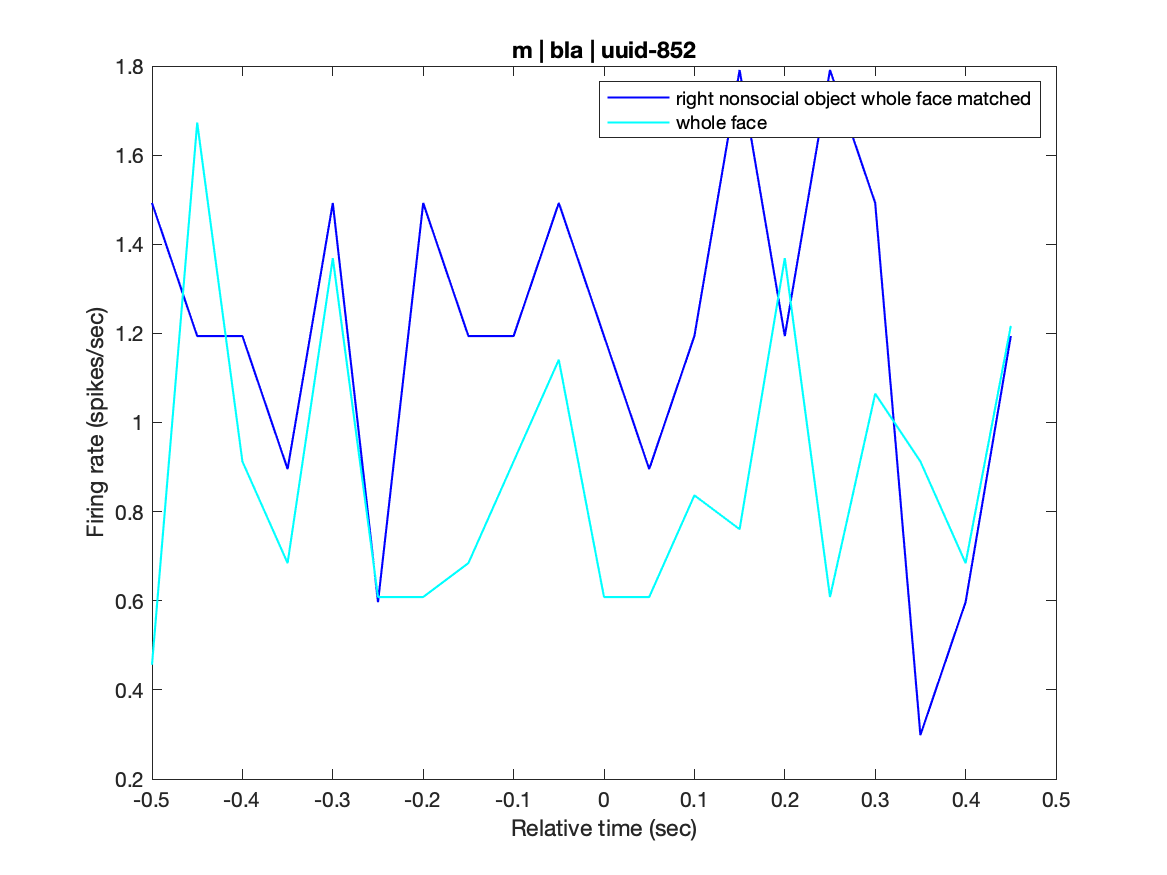 m | bla | uuid-852
right nonsocial object whole face matched
whole face
Firing rate (spikes/sec)
1.8
1.6
1.4
1.2
1
0.8
0.6
0.4
0.2
-0.5 -0.4 -0.3 -0.2 -0.1 0 0.1 0.2 0.3 0.4 0.5
Relative time (sec)